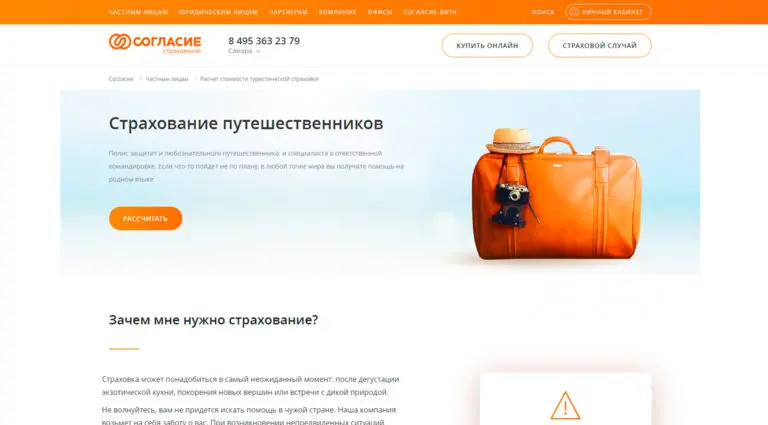 ЧАСТНЫМ ЛИЦАМ ЮРИДИЧЕСКИМ ЛИЦАМ ПАРТНЕРАМ КОМПАНИЯ ОФИСЫ СОГЛАСИЕ-ВИТА ПОИСК ЛИЧНЫЙ КАБИНЕТ
СОГЛАСИЕ
страхование
8 495 363 23 79
Самара
КУПИТЬ ОНЛАЙН СТРАХОВОЙ СЛУЧАЙ
Согласие Частным лицам Расчет стоимости туристической страховки
Страхование путешественников
Полис защитит и любознательного путешественника, и специалиста в ответственной
командировке. Если что-то пойдет не по плану, в любой точке мира вы получите помощь на
родном языке
РАССЧИТАТЬ
Зачем мне нужно страхование?
Страховка может понадобиться в самый неожиданный момент: после дегустации
экзотической кухни, покорения новых вершин или встречи с дикой природой.
Не волнуйтесь, вам не придется искать помощь в чужой стране. Наша компания
возьмет на себя заботу о вас. При возникновении непредвиденных ситуаций